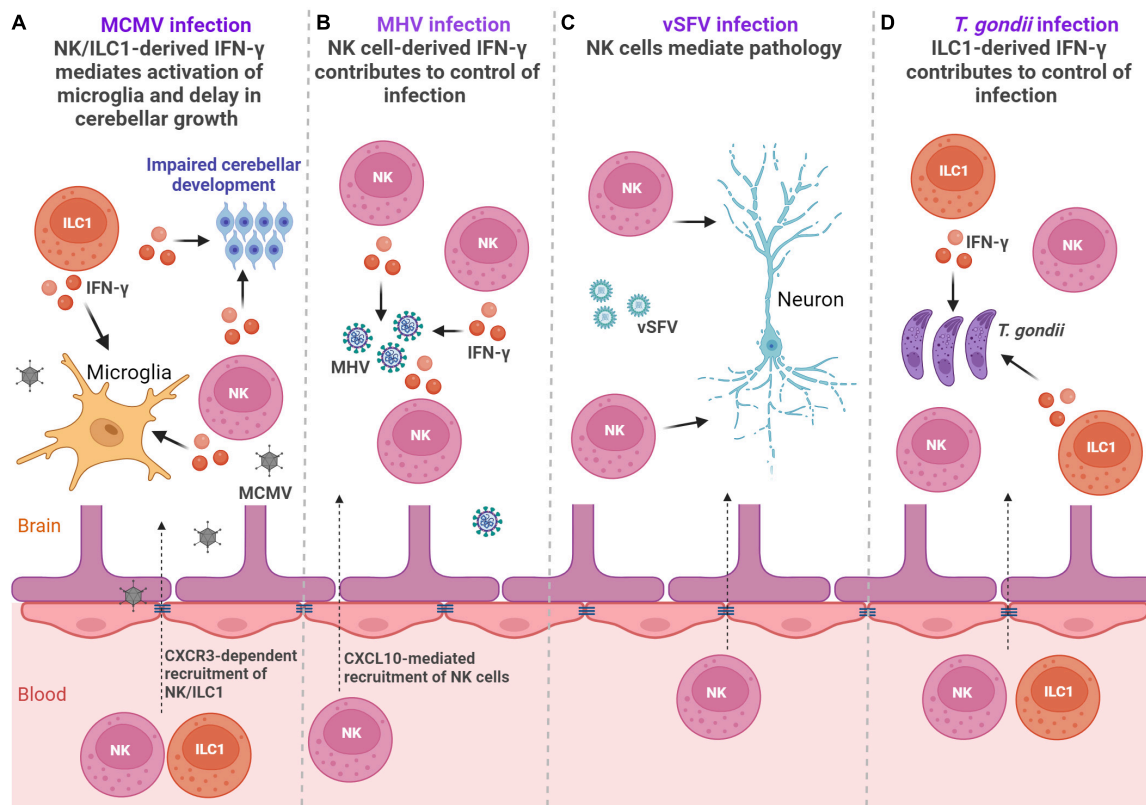 A
MCMV infection
NK/ILC1-derived IFN-γ
mediates activation of
microglia and delay in
cerebellar growth
Impaired cerebellar
development
ILC1
IFN-γ
Microglia
NK
MCMV
Brain
CXCR3-dependent
recruitment of
NK/ILC1
Blood
NK
ILC1
B
MHV infection
NK cell-derived IFN-γ
contributes to control of
infection
NK
NK
MHV
IFN-γ
NK
CXCL10-mediated
recruitment of NK cells
NK
C
vSFV infection
NK cells mediate pathology
NK
Neuron
vSFV
NK
NK
D
T. gondii infection
ILC1-derived IFN-γ
contributes to control of
infection
ILC1
IFN-γ
NK
T. gondii
NK
ILC1
NK
ILC1